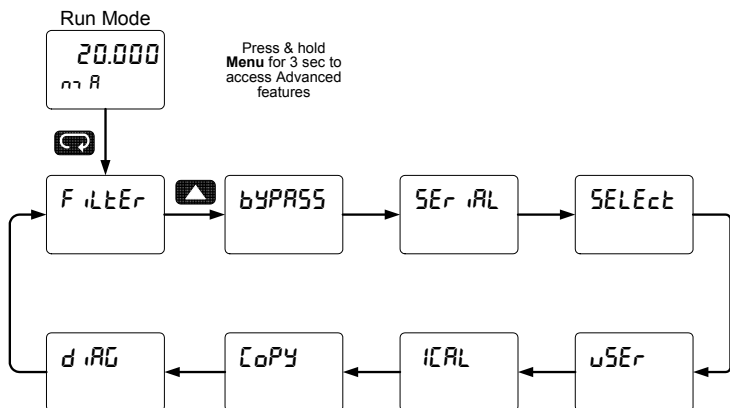 Run Mode
20.000
mA
Press & hold
Menu for 3 sec to
access Advanced
features
FiLtEr
bYPASS
SEriAL
SELEct
diAG
CoPY
ICAL
uSEr